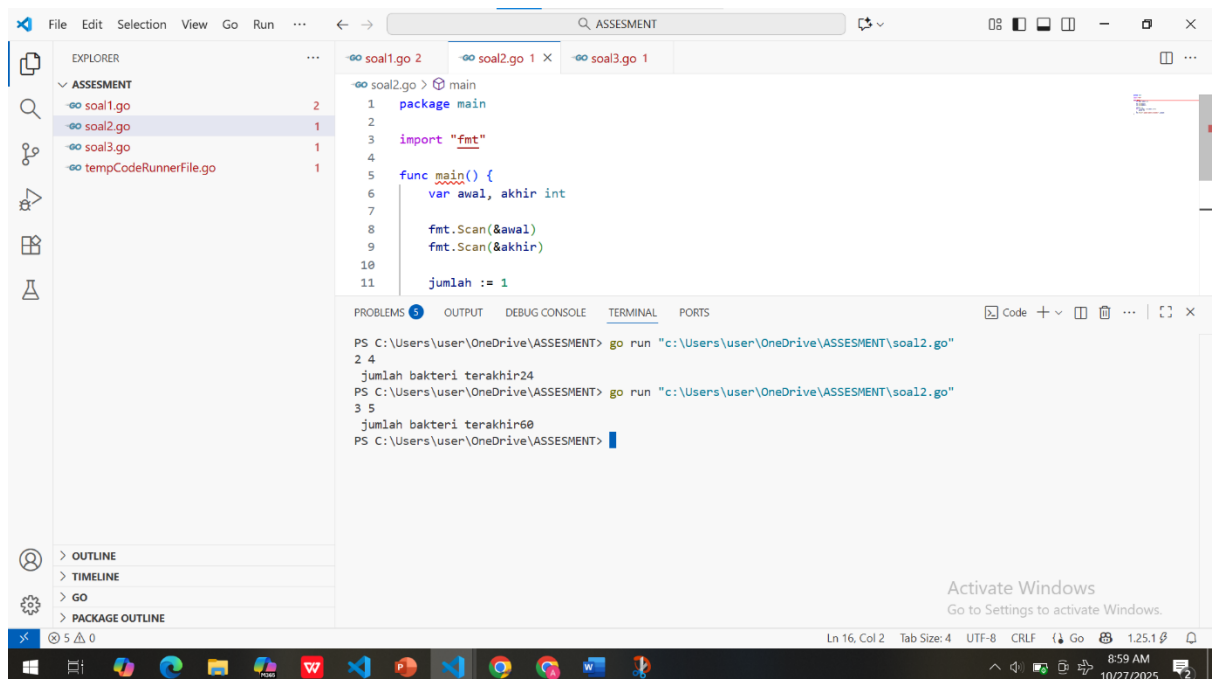 File Edit Selection View Go Run ··· ← → ASSESMENT
EXPLORER ···
ASSESMENT
soal1.go 2
soal2.go 1
soal3.go 1
tempCodeRunnerFile.go 1
OUTLINE
TIMELINE
GO
PACKAGE OUTLINE
soal1.go 2 soal2.go 1 × soal3.go 1 ···
soal2.go > main
1 package main
2
3 import "fmt"
4
5 func main() {
6 var awal, akhir int
7
8 fmt.Scan(&awal)
9 fmt.Scan(&akhir)
10
11 jumlah := 1
PROBLEMS 5 OUTPUT DEBUG CONSOLE TERMINAL PORTS Code
PS C:\Users\user\OneDrive\ASSESMENT> go run "c:\Users\user\OneDrive\ASSESMENT\soal2.go"
2 4
jumlah bakteri terakhir24
PS C:\Users\user\OneDrive\ASSESMENT> go run "c:\Users\user\OneDrive\ASSESMENT\soal2.go"
3 5
jumlah bakteri terakhir60
PS C:\Users\user\OneDrive\ASSESMENT>
Activate Windows
Go to Settings to activate Windows.
5 0 Ln 16, Col 2 Tab Size: 4 UTF-8 CRLF Go 1.25.1
8:59 AM
10/27/2025